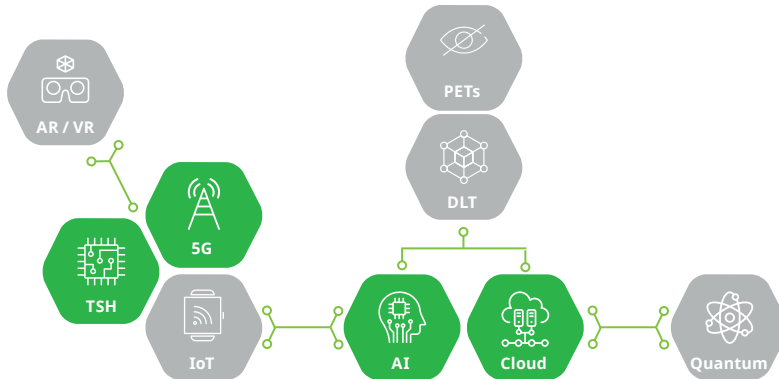 PETs
AR / VR
DLT
5G
TSH
IoT
AI
Cloud
Quantum